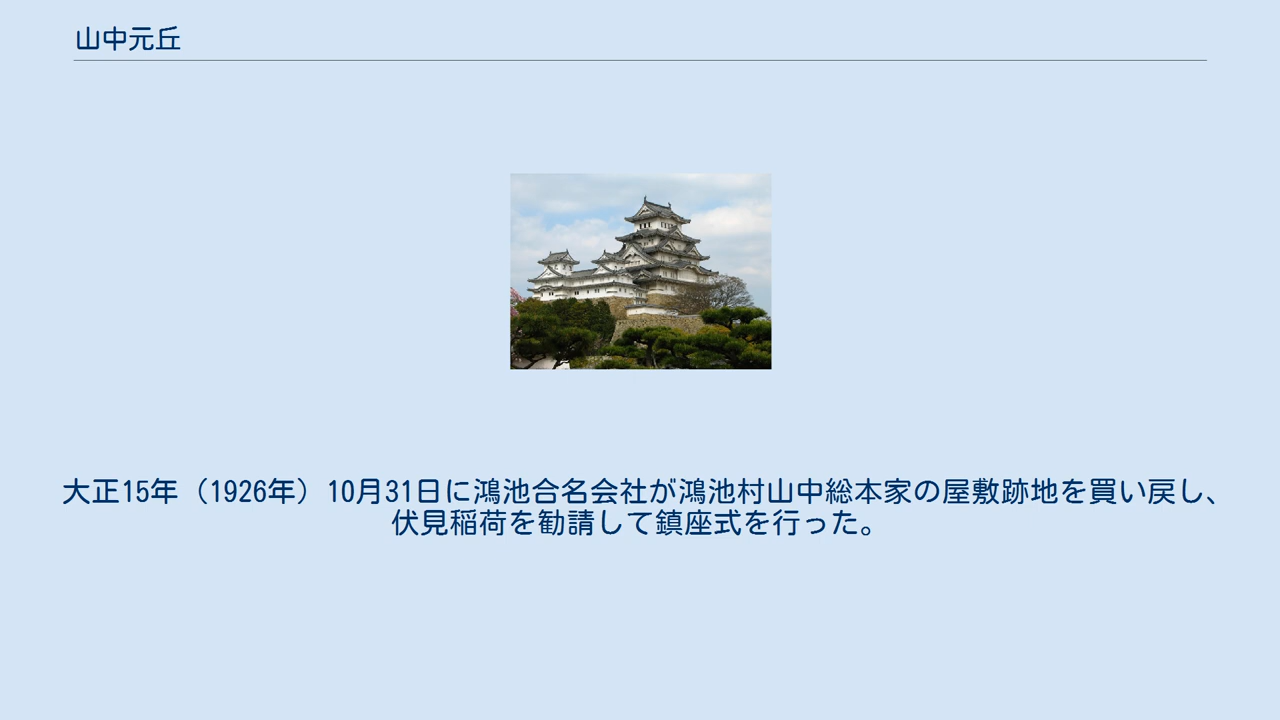 山中元丘
大正15年（1926年）10月31日に鴻池合名会社が鴻池村山中総本家の屋敷跡地を買い戻し、
伏見稲荷を勧請して鎮座式を行った。